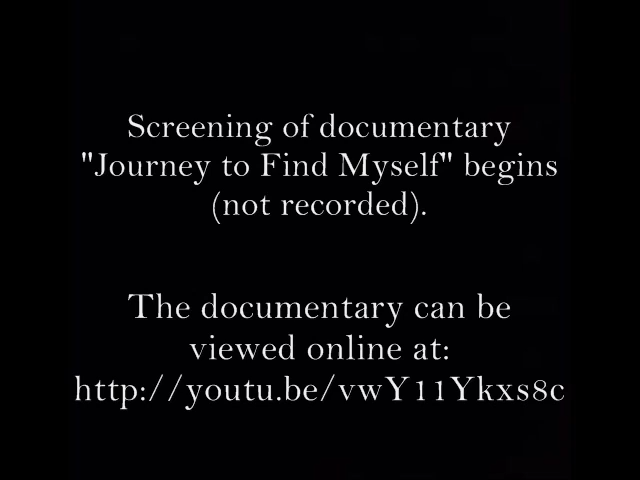 Screening of documentary
"Journey to Find Myself" begins
(not recorded).
The documentary can be
viewed online at:
http://youtu.be/vwY11Ykxs8c